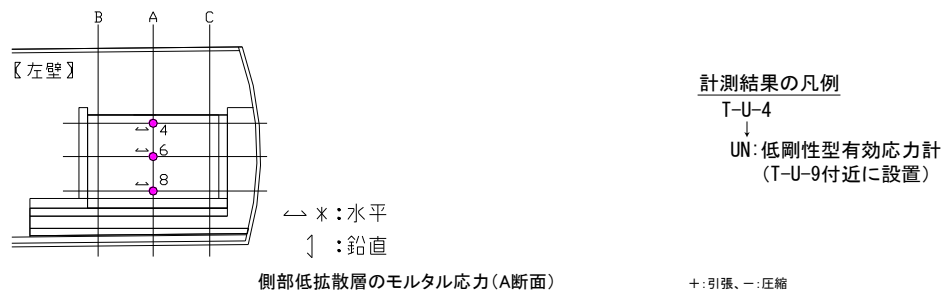 B A C
【左壁】
4
6
8
↔ * :水平
↕ :鉛直
計測結果の凡例
T-U-4
↓
UN:低剛性型有効応力計
(T-U-9付近に設置)
側部低拡散層のモルタル応力(A断面)
+:引張、-:圧縮